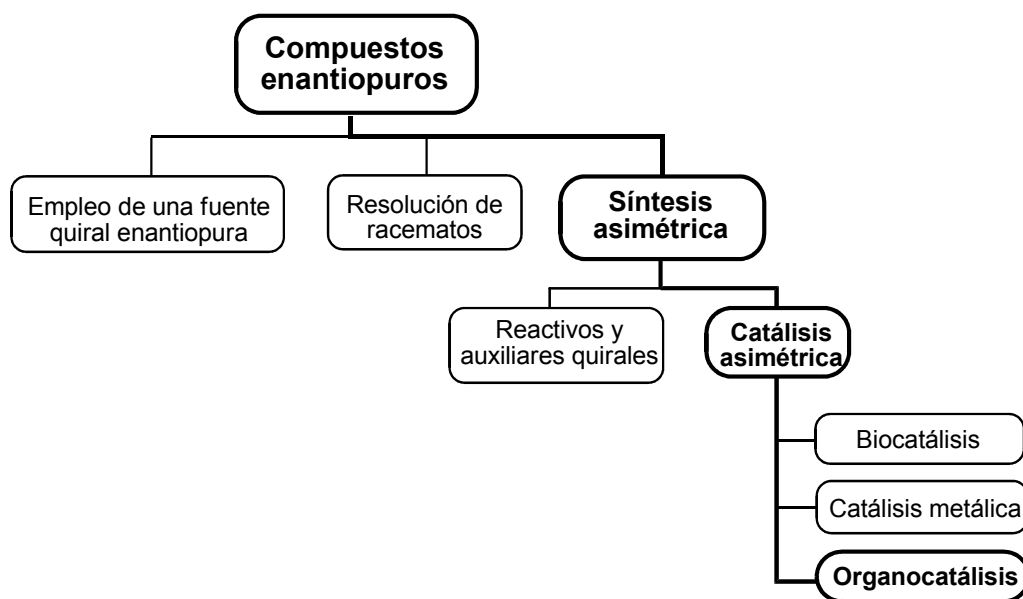 Compuestos
enantiopuros
Empleo de una fuente
quiral enantiopura
Resolución de
racematos
Síntesis
asimétrica
Reactivos y
auxiliares quirales
Catálisis
asimétrica
Biocatálisis
Catálisis metálica
Organocatálisis